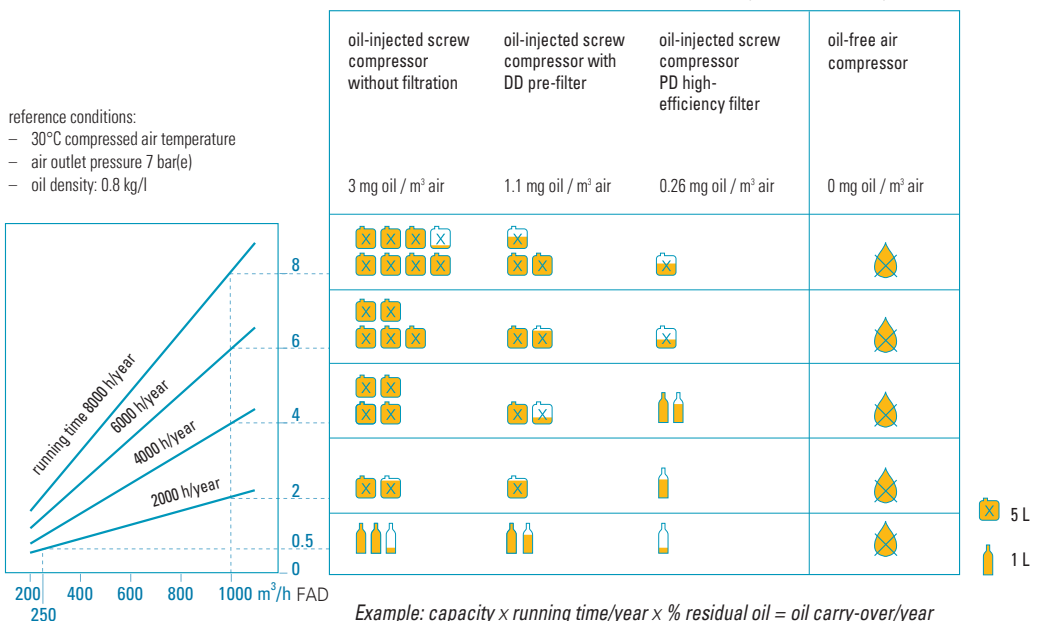 oil-injected screw
compressor
without filtration
oil-injected screw
compressor with
DD pre-filter
oil-injected screw
compressor
PD high-
efficiency filter
oil-free air
compressor
reference conditions:
– 30°C compressed air temperature
– air outlet pressure 7 bar(e)
– oil density: 0.8 kg/l
3 mg oil / m³ air
1.1 mg oil / m³ air
0.26 mg oil / m³ air
0 mg oil / m³ air
running time 8000 h/year
6000 h/year
4000 h/year
2000 h/year
8
6
4
2
0.5
0
200 400 600 800 1000 m³/h FAD
250
X X X X
X X X X
X
X X
X
X X
X X X
X X
X
X X
X X
X X
X X
X
X 5 L
1 L
Example: capacity x running time/year x % residual oil = oil carry-over/year